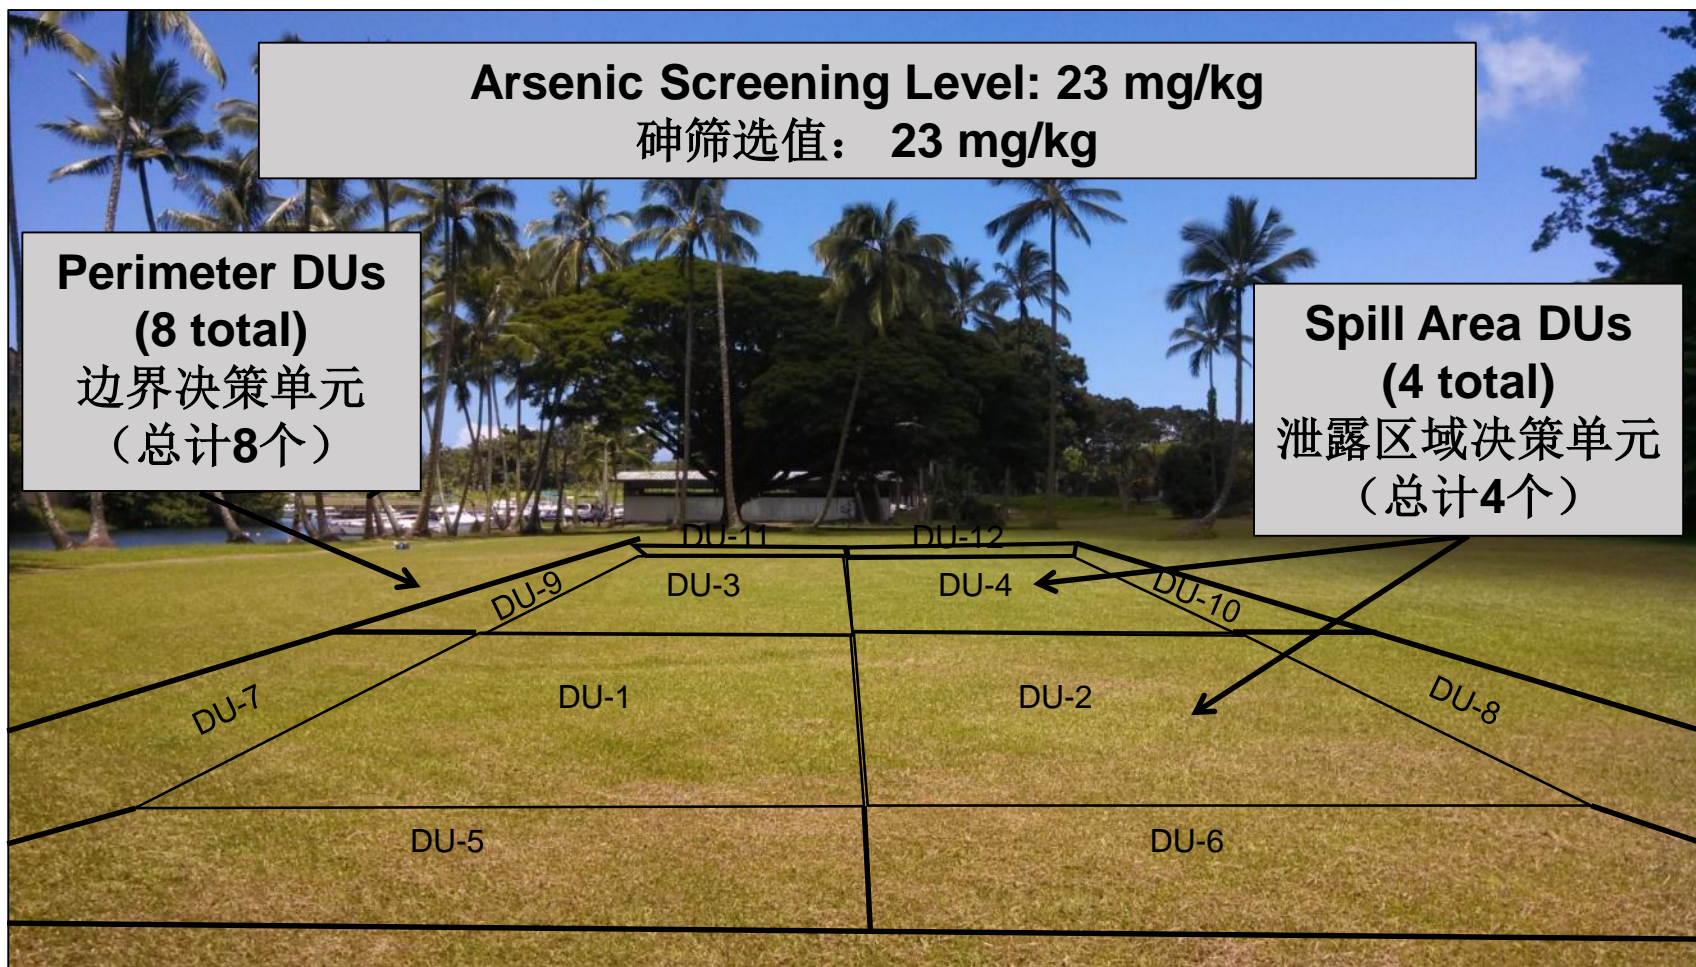 Arsenic Screening Level: 23 mg/kg
砷筛选值： 23 mg/kg
Perimeter DUs
(8 total)
边界决策单元
（总计8个）
Spill Area DUs
(4 total)
泄露区域决策单元
（总计4个）
DU-11
DU-12
DU-9
DU-3
DU-4
DU-10
DU-7
DU-1
DU-2
DU-8
DU-5
DU-6